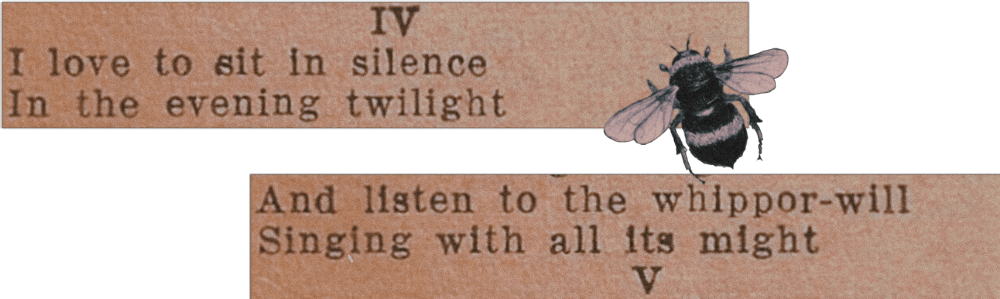 IV
I love to sit in silence
In the evening twilight
And listen to the whippor-will
Singing with all its might
V